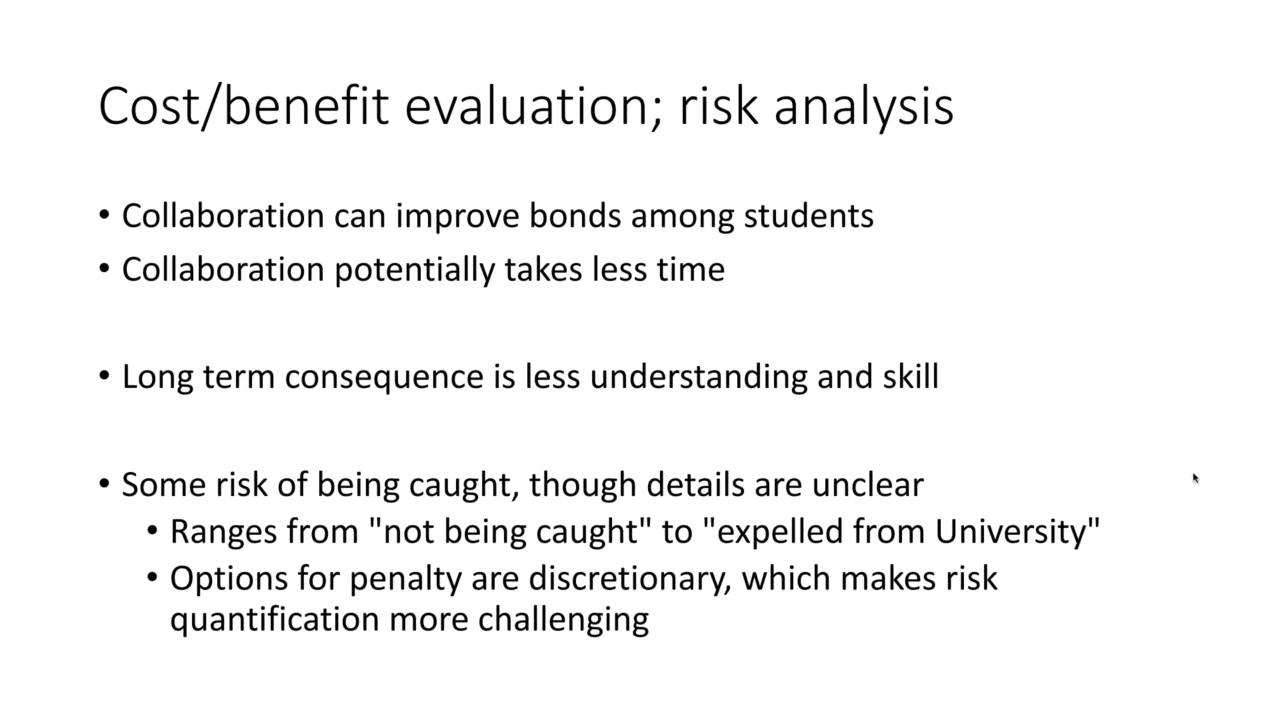 Cost/benefit evaluation; risk analysis
• Collaboration can improve bonds among students
• Collaboration potentially takes less time
• Long term consequence is less understanding and skill
• Some risk of being caught, though details are unclear
• Ranges from "not being caught" to "expelled from University"
• Options for penalty are discretionary, which makes risk
quantification more challenging